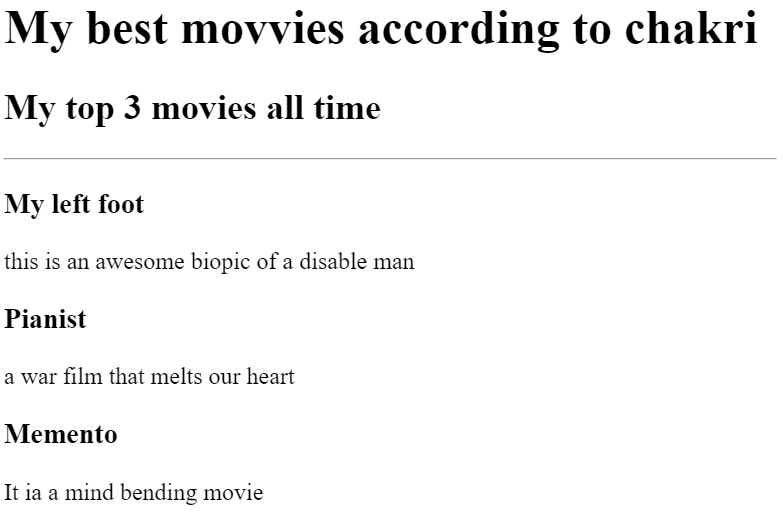 My best movvies according to chakri
My top 3 movies all time
My left foot
this is an awesome biopic of a disable man
Pianist
a war film that melts our heart
Memento
It ia a mind bending movie